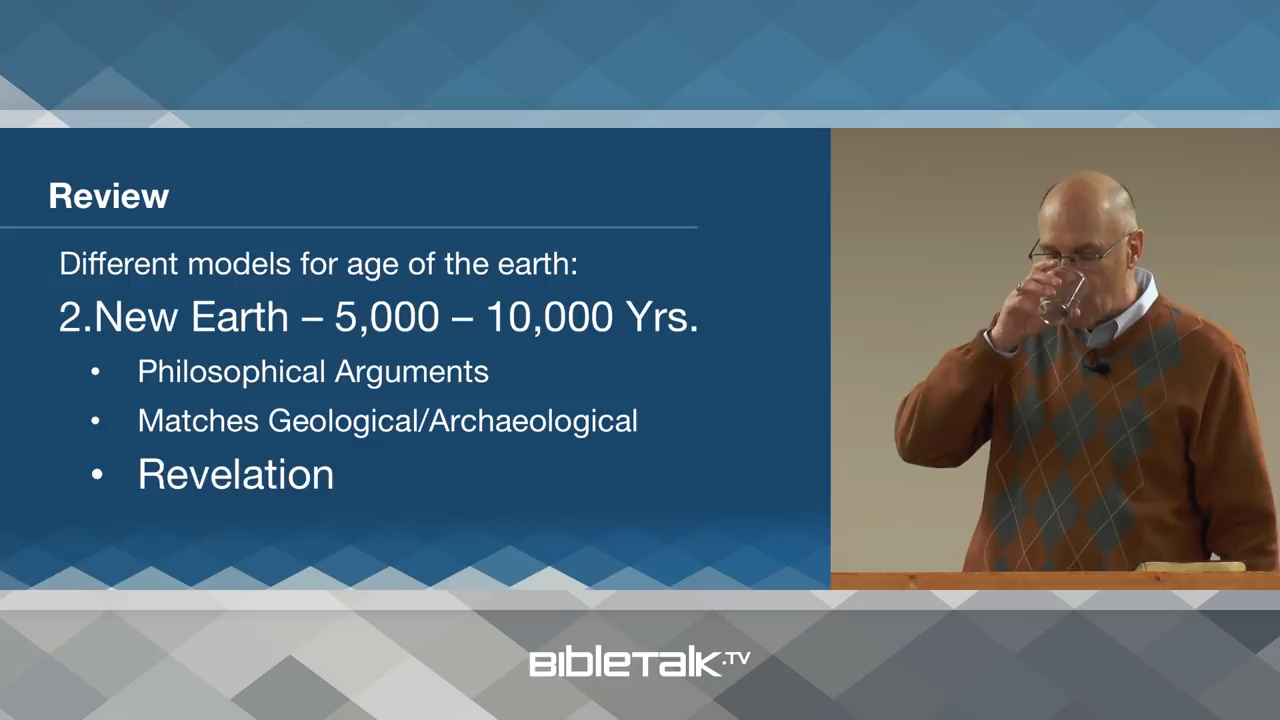 Review
Different models for age of the earth:
2.New Earth – 5,000 – 10,000 Yrs.
• Philosophical Arguments
• Matches Geological/Archaeological
• Revelation
BibleTalk.TV